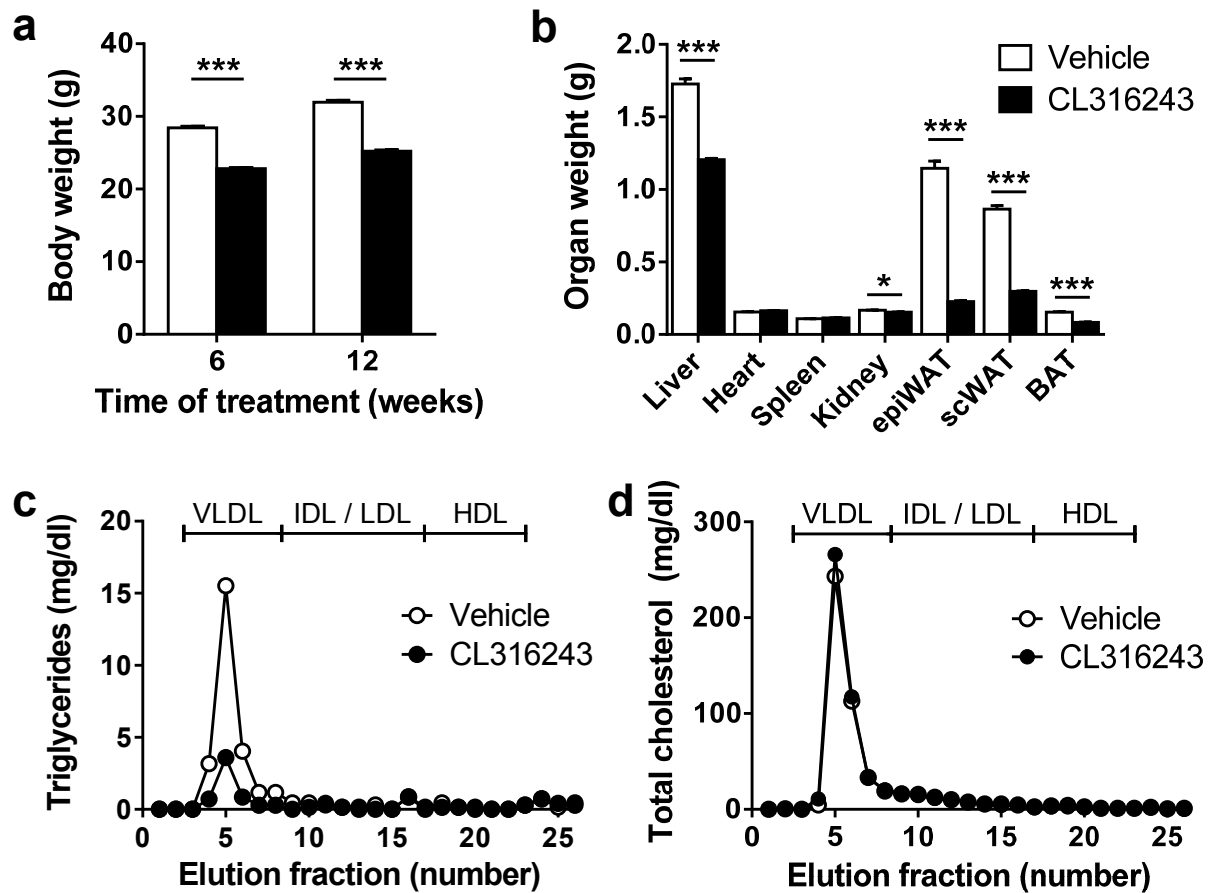 a
Body weight (g)
40
30
20
10
0
***
***
6
12
Time of treatment (weeks)
b
Organ weight (g)
2.0
1.5
1.0
0.5
0.0
***
*
***
***
***
Vehicle
CL316243
Liver
Heart
Spleen
Kidney
epiWAT
scWAT
BAT
c
Triglycerides (mg/dl)
VLDL
IDL / LDL
HDL
20
15
10
5
0
Vehicle
CL316243
0
5
10
15
20
25
Elution fraction (number)
d
Total cholesterol (mg/dl)
VLDL
IDL / LDL
HDL
300
200
100
0
Vehicle
CL316243
0
5
10
15
20
25
Elution fraction (number)